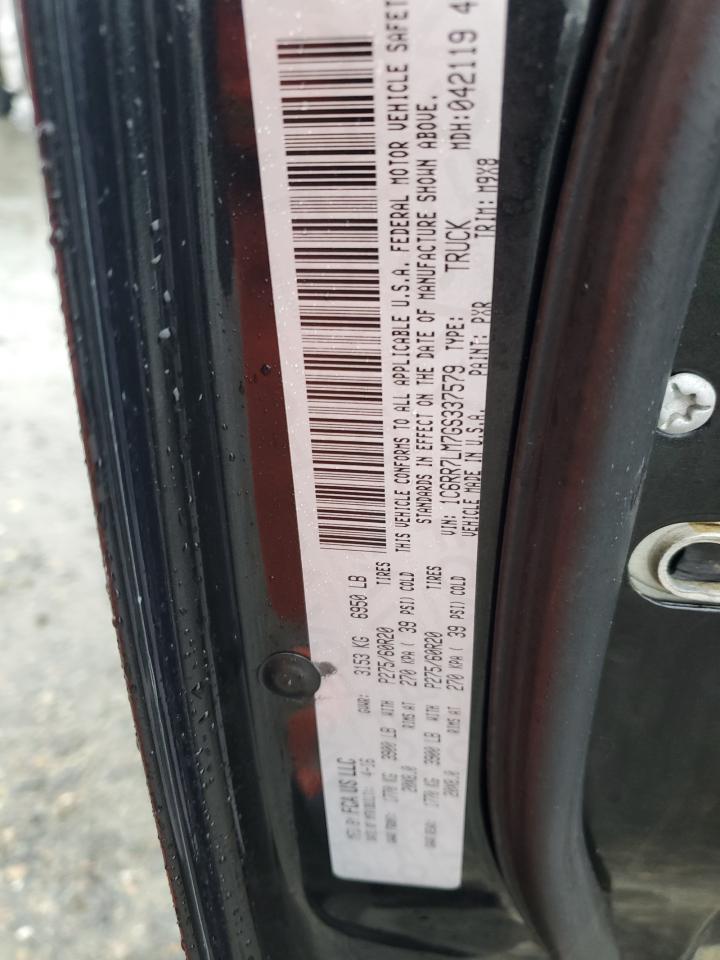 MFD BY: FCA US LLC
DATE OF MFR: 4-16 GVWR: 3153 KG 6950 LB
GAWR FRONT: 1770 KG 3900 LB WITH P275/60R20 TIRES
20X8.0 RIMS AT 270 KPA ( 39 PSI) COLD
GAWR REAR: 1770 KG 3900 LB WITH P275/60R20 TIRES
20X8.0 RIMS AT 270 KPA ( 39 PSI) COLD
THIS VEHICLE CONFORMS TO ALL APPLICABLE U.S.A. FEDERAL MOTOR VEHICLE SAFET
STANDARDS IN EFFECT ON THE DATE OF MANUFACTURE SHOWN ABOVE.
VIN: 1C6RR7LM7GS337579 TYPE: TRUCK MDH:042119 4
VEHICLE MADE IN U.S.A. PAINT: PXR TRIM: M9X8